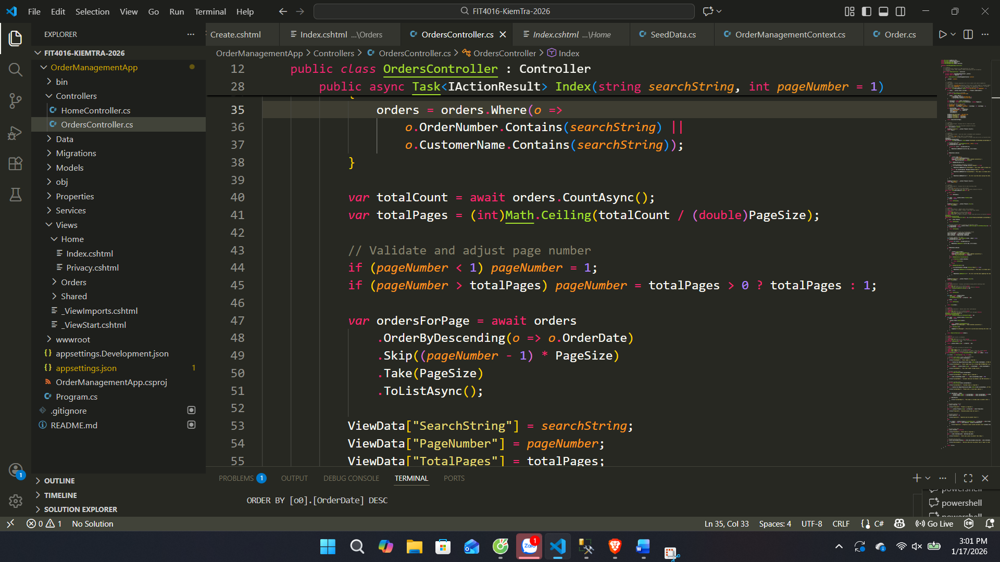 File Edit Selection View Go Run Terminal Help
FIT4016-KiemTra-2026
EXPLORER
Create.cshtml
Index.cshtml ...\Orders
OrdersController.cs
Index.cshtml ...\Home
SeedData.cs
OrderManagementContext.cs
Order.cs
FIT4016-KIEMTRA-2026
OrderManagementApp
bin
Controllers
HomeController.cs
OrdersController.cs
Data
Migrations
Models
obj
Properties
Services
Views
Home
Index.cshtml
Privacy.cshtml
Orders
Shared
_ViewImports.cshtml
_ViewStart.cshtml
wwwroot
appsettings.Development.json
appsettings.json 1
OrderManagementApp.csproj
Program.cs
.gitignore
README.md
OUTLINE
TIMELINE
SOLUTION EXPLORER
OrderManagementApp > Controllers > OrdersController.cs > OrdersController > Index
12 public class OrdersController : Controller
28 public async Task<IActionResult> Index(string searchString, int pageNumber = 1)
35 orders = orders.Where(o =>
36 o.OrderNumber.Contains(searchString) ||
37 o.CustomerName.Contains(searchString));
38 }
39
40 var totalCount = await orders.CountAsync();
41 var totalPages = (int)Math.Ceiling(totalCount / (double)PageSize);
42
43 // Validate and adjust page number
44 if (pageNumber < 1) pageNumber = 1;
45 if (pageNumber > totalPages) pageNumber = totalPages > 0 ? totalPages : 1;
46
47 var ordersForPage = await orders
48 .OrderByDescending(o => o.OrderDate)
49 .Skip((pageNumber - 1) * PageSize)
50 .Take(PageSize)
51 .ToListAsync();
52
53 ViewData["SearchString"] = searchString;
54 ViewData["PageNumber"] = pageNumber;
55 ViewData["TotalPages"] = totalPages;
PROBLEMS 1 OUTPUT DEBUG CONSOLE TERMINAL PORTS
ORDER BY [o0].[OrderDate] DESC
powershell
powershell
powershell
1
0 1 No Solution
Ln 35, Col 33 Spaces: 4 UTF-8 CRLF C# Go Live
Zalo 1
3:01 PM
1/17/2026